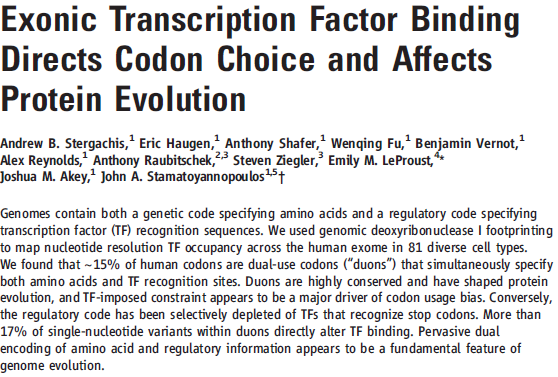 Exonic Transcription Factor Binding
Directs Codon Choice and Affects
Protein Evolution
Andrew B. Stergachis,1 Eric Haugen,1 Anthony Shafer,1 Wenqing Fu,1 Benjamin Vernot,1
Alex Reynolds,1 Anthony Raubitschek,2,3 Steven Ziegler,3 Emily M. LeProust,4*
Joshua M. Akey,1 John A. Stamatoyannopoulos1,5†
Genomes contain both a genetic code specifying amino acids and a regulatory code specifying
transcription factor (TF) recognition sequences. We used genomic deoxyribonuclease I footprinting
to map nucleotide resolution TF occupancy across the human exome in 81 diverse cell types.
We found that ~15% of human codons are dual-use codons (“duons”) that simultaneously specify
both amino acids and TF recognition sites. Duons are highly conserved and have shaped protein
evolution, and TF-imposed constraint appears to be a major driver of codon usage bias. Conversely,
the regulatory code has been selectively depleted of TFs that recognize stop codons. More than
17% of single-nucleotide variants within duons directly alter TF binding. Pervasive dual
encoding of amino acid and regulatory information appears to be a fundamental feature of
genome evolution.